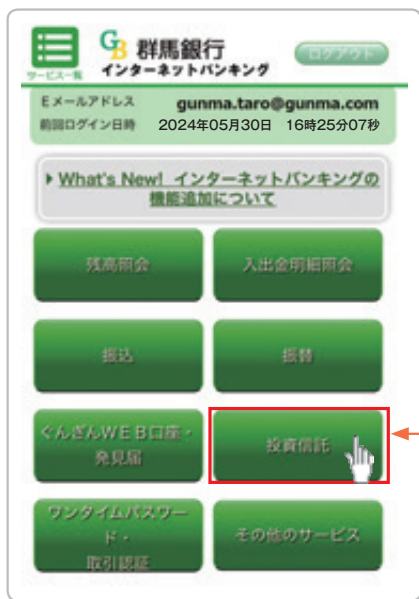 GB 群馬銀行
インターネットバンキング
ログアウト
サービス一覧
Eメールアドレス gunma.taro@gunma.com
前回ログイン日時 2024年05月30日 16時25分07秒
What's New! インターネットバンキングの
機能追加について
残高照会 入出金明細照会
振込 振替
ぐんぎんWEB口座・
発見届
投資信託
ワンタイムパスワー
ド・
取引認証
その他のサービス